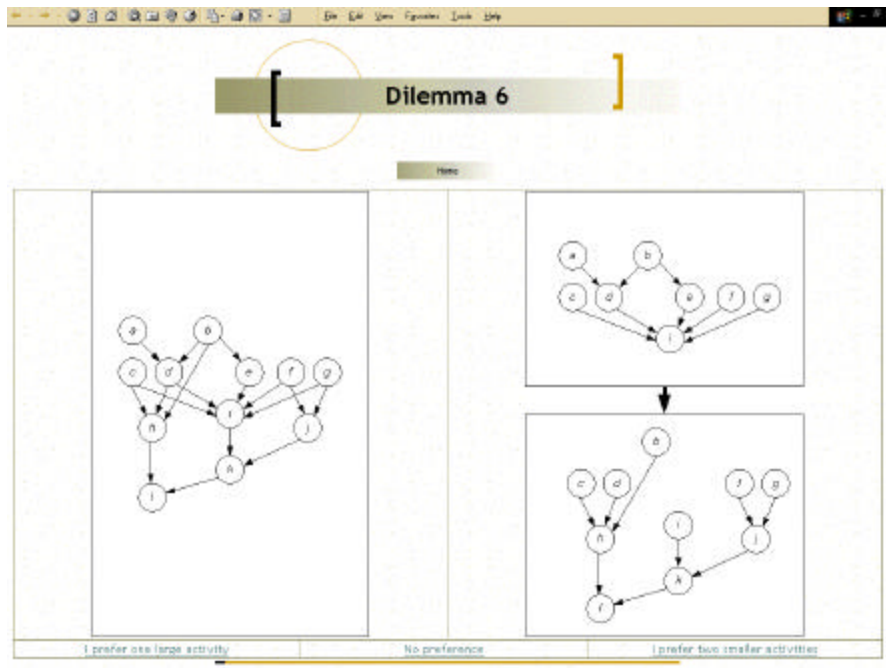 File Edit View Favorites Tools Help
Dilemma 6
Home
a b
c d e f g
h i j
k
l
a b
c d e f g
i
b
c d f g
h i j
k
l
I prefer one large activity No preference I prefer two smaller activities